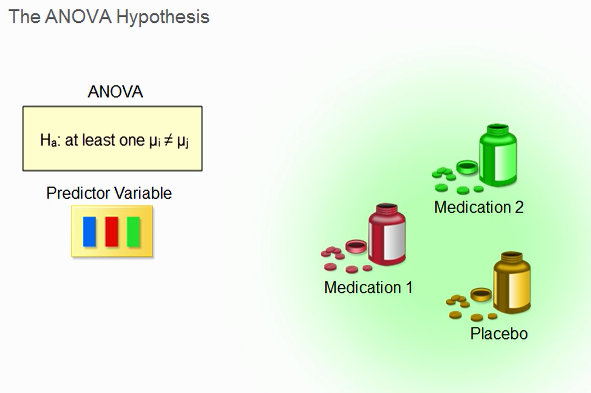 The ANOVA Hypothesis
ANOVA
Hₐ: at least one μᵢ ≠ μⱼ
Predictor Variable
Medication 2
Medication 1
Placebo